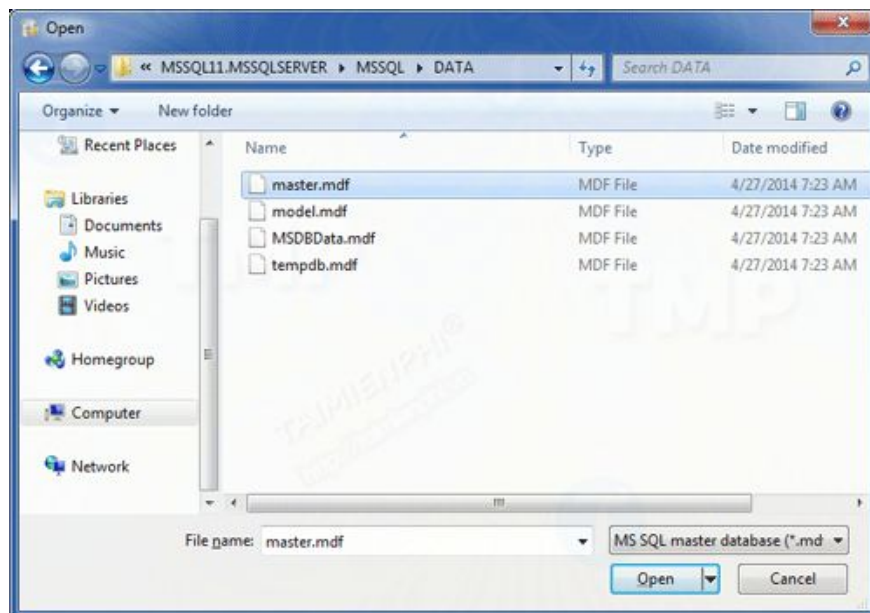 Open
« MSSQL11.MSSQLSERVER ▸ MSSQL ▸ DATA
Search DATA
Organize
New folder
Name
Type
Date modified
Recent Places
Libraries
Documents
Music
Pictures
Videos
Homegroup
Computer
Network
master.mdf MDF File 4/27/2014 7:23 AM
model.mdf MDF File 4/27/2014 7:23 AM
MSDBData.mdf MDF File 4/27/2014 7:23 AM
tempdb.mdf MDF File 4/27/2014 7:23 AM
TMP
TAIMIENPHI®
File name: master.mdf
MS SQL master database (*.md
Open
Cancel